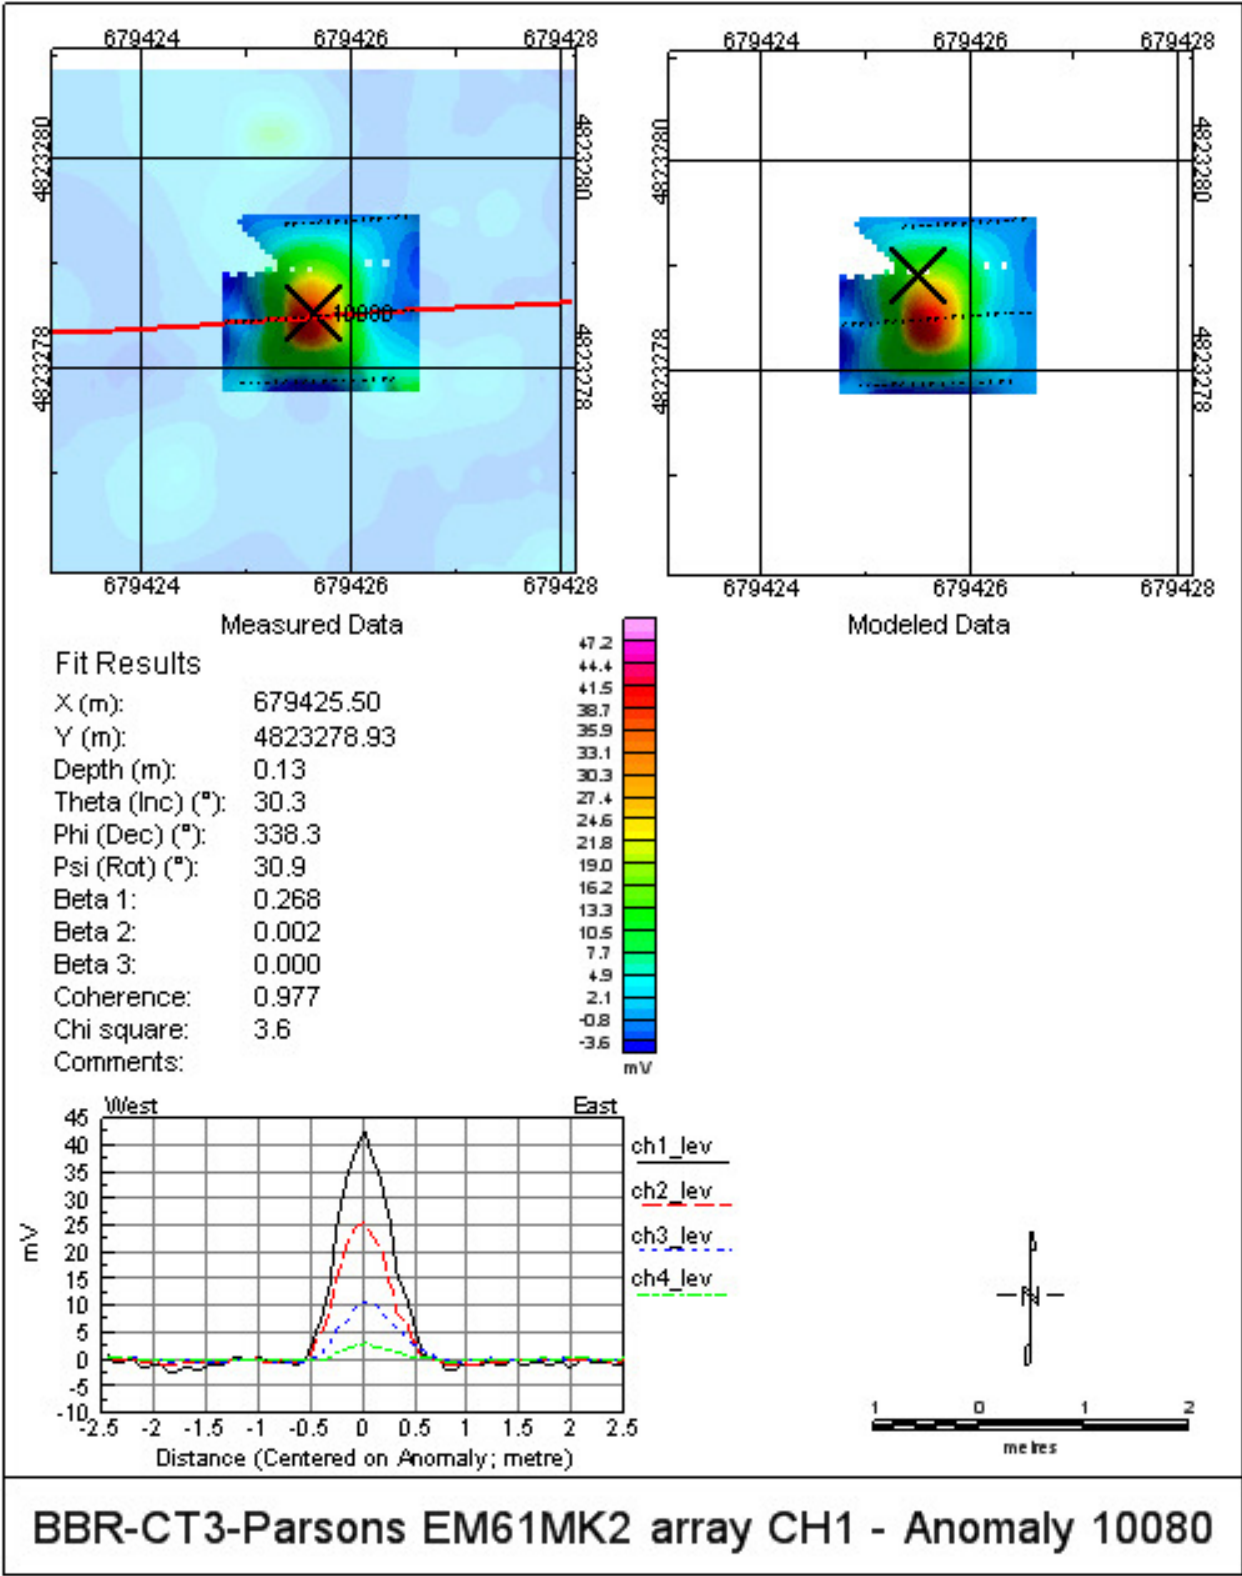 679424 679426 679428 679424 679426 679428
4823280 4823280 4823280 4823280
10080
4823278 4823278 4823278 4823278
679424 679426 679428 679424 679426 679428
Measured Data Modeled Data
Fit Results
X (m): 679425.50
Y (m): 4823278.93
Depth (m): 0.13
Theta (Inc) (°): 30.3
Phi (Dec) (°): 338.3
Psi (Rot) (°): 30.9
Beta 1: 0.268
Beta 2: 0.002
Beta 3: 0.000
Coherence: 0.977
Chi square: 3.6
Comments:
47.2
44.4
41.5
38.7
35.9
33.1
30.3
27.4
24.6
21.8
19.0
16.2
13.3
10.5
7.7
4.9
2.1
-0.8
-3.6
mV
West East
45
40
35
30
25
20
15
10
5
0
-5
-10
mV
-2.5 -2 -1.5 -1 -0.5 0 0.5 1 1.5 2 2.5
Distance (Centered on Anomaly; metre)
ch1_lev
ch2_lev
ch3_lev
ch4_lev
N
1 0 1 2
metres
BBR-CT3-Parsons EM61MK2 array CH1 - Anomaly 10080